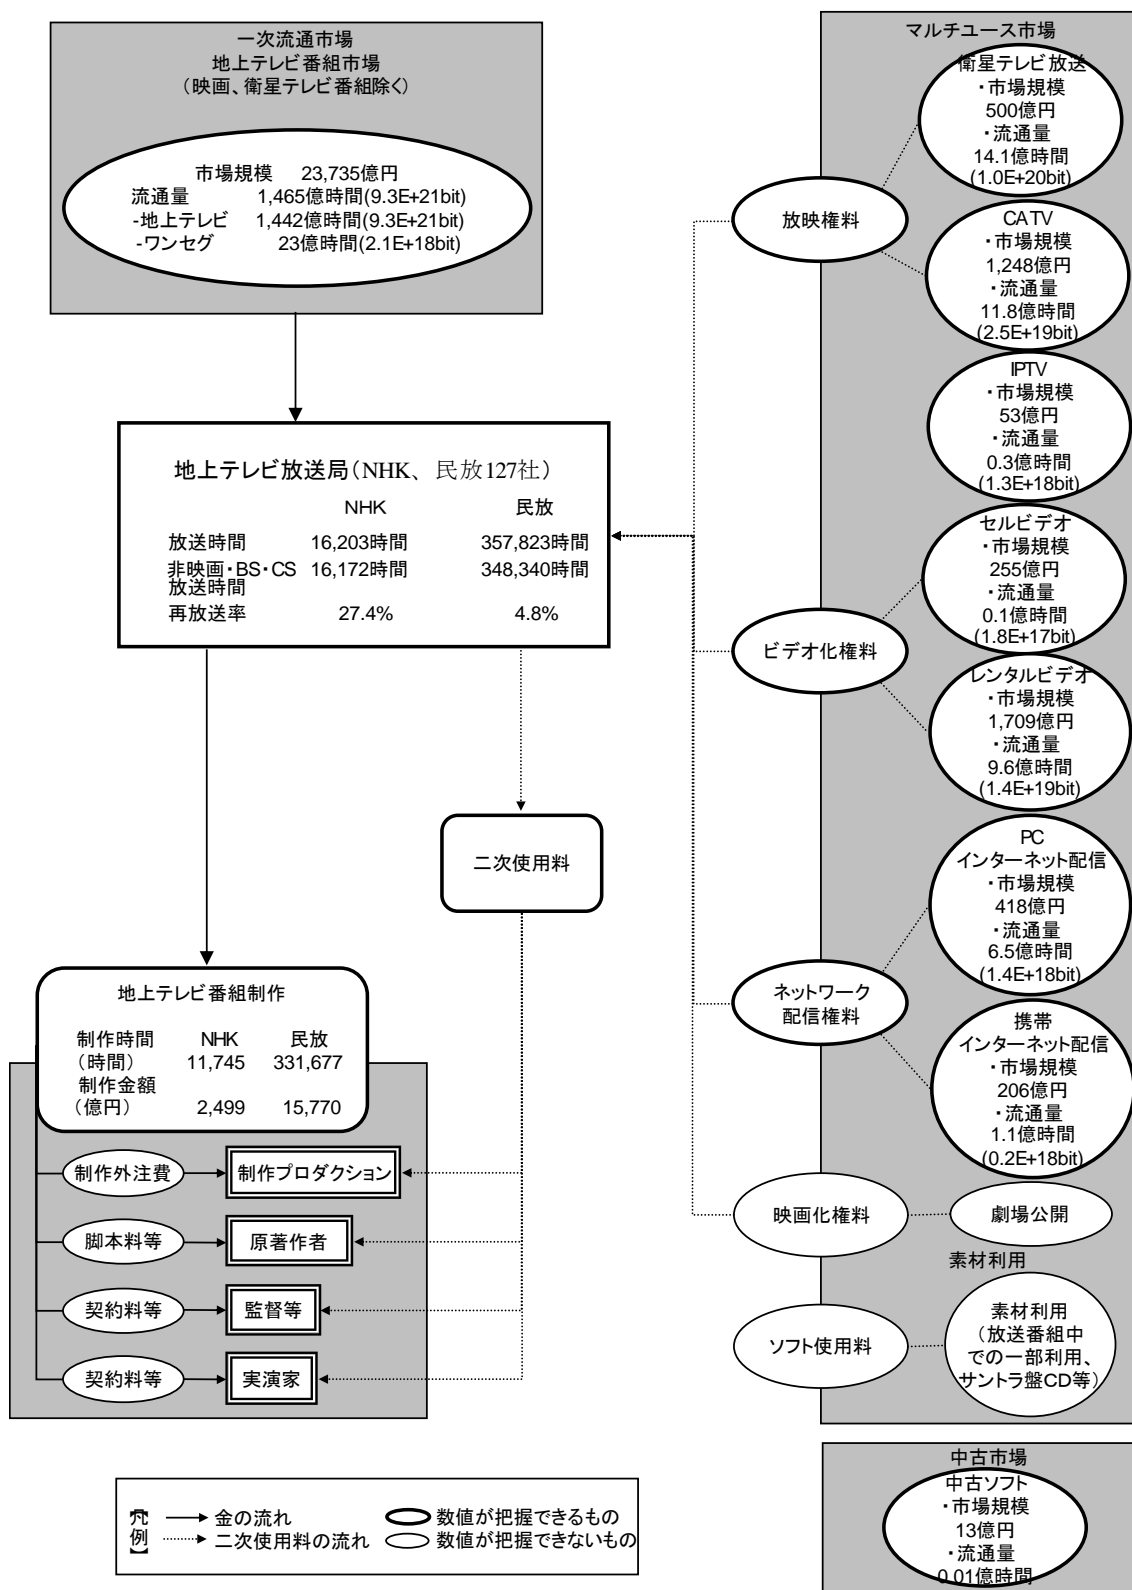 一次流通市場
地上テレビ番組市場
（映画、衛星テレビ番組除く）
市場規模 23,735億円
流通量 1,465億時間(9.3E+21bit)
-地上テレビ 1,442億時間(9.3E+21bit)
-ワンセグ 23億時間(2.1E+18bit)
地上テレビ放送局（NHK、民放127社）
NHK 民放
放送時間 16,203時間 357,823時間
非映画・BS・CS 16,172時間 348,340時間
放送時間
再放送率 27.4% 4.8%
二次使用料
地上テレビ番組制作
制作時間 NHK 民放
（時間） 11,745 331,677
制作金額
（億円） 2,499 15,770
制作外注費 制作プロダクション
脚本料等 原著作者
契約料等 監督等
契約料等 実演家
放映権料
ビデオ化権料
ネットワーク
配信権料
映画化権料
ソフト使用料
マルチユース市場
衛星テレビ放送
・市場規模
500億円
・流通量
14.1億時間
(1.0E+20bit)
CATV
・市場規模
1,248億円
・流通量
11.8億時間
(2.5E+19bit)
IPTV
・市場規模
53億円
・流通量
0.3億時間
(1.3E+18bit)
セルビデオ
・市場規模
255億円
・流通量
0.1億時間
(1.8E+17bit)
レンタルビデオ
・市場規模
1,709億円
・流通量
9.6億時間
(1.4E+19bit)
PC
インターネット配信
・市場規模
418億円
・流通量
6.5億時間
(1.4E+18bit)
携帯
インターネット配信
・市場規模
206億円
・流通量
1.1億時間
(0.2E+18bit)
劇場公開
素材利用
素材利用
（放送番組中
での一部利用、
サントラ盤CD等）
中古市場
中古ソフト
・市場規模
13億円
・流通量
0.01億時間
【凡例】
金の流れ 数値が把握できるもの
二次使用料の流れ 数値が把握できないもの